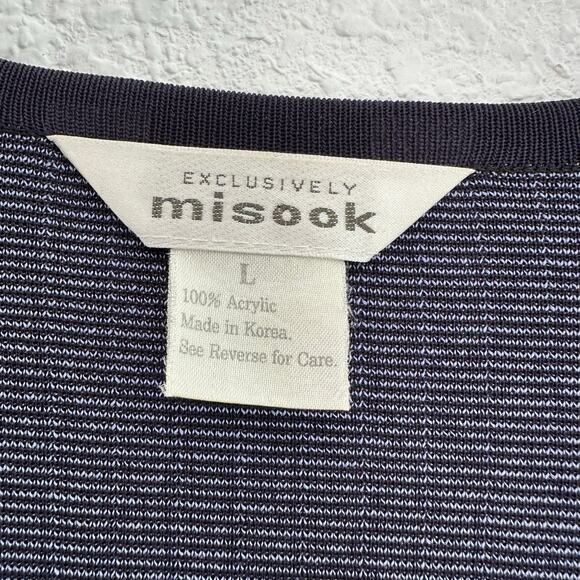 EXCLUSIVELY
misook
L
100% Acrylic
Made in Korea.
See Reverse for Care.